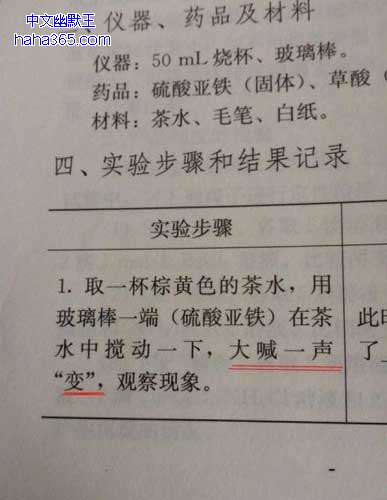 中文幽默王
haha365.com
、仪器、药品及材料
仪器：50 mL 烧杯、玻璃棒。
药品：硫酸亚铁（固体）、草酸（
材料：茶水、毛笔、白纸。
四、实验步骤和结果记录
实验步骤
1. 取一杯棕黄色的茶水，用
玻璃棒一端（硫酸亚铁）在茶
水中搅动一下，大喊一声
“变”，观察现象。
此时
了